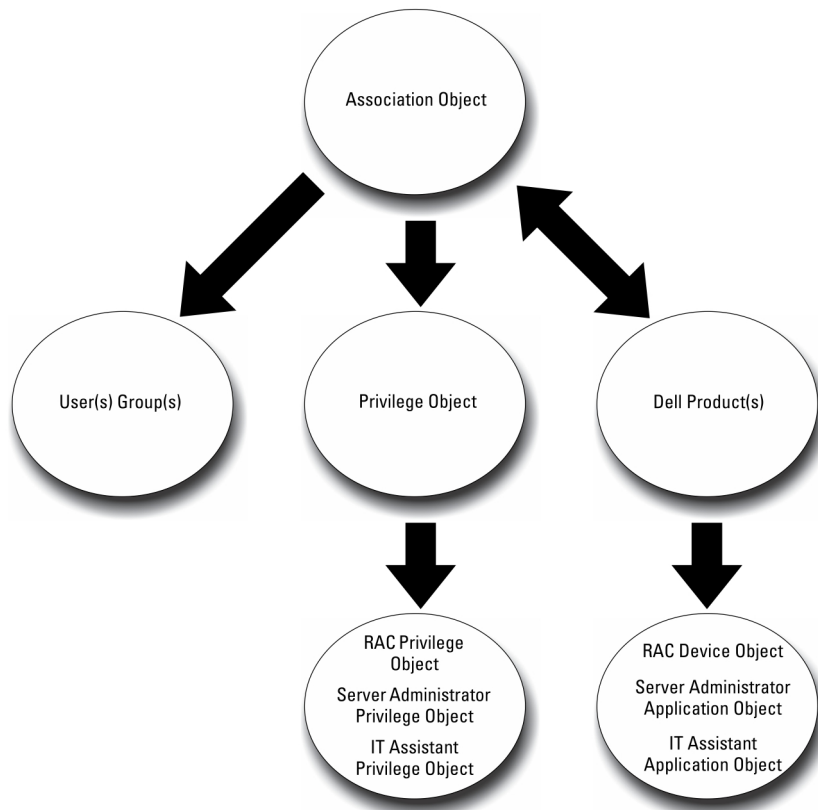 Association Object
User(s) Group(s)
Privilege Object
Dell Product(s)
RAC Privilege
Object
Server Administrator
Privilege Object
IT Assistant
Privilege Object
RAC Device Object
Server Administrator
Application Object
IT Assistant
Application Object